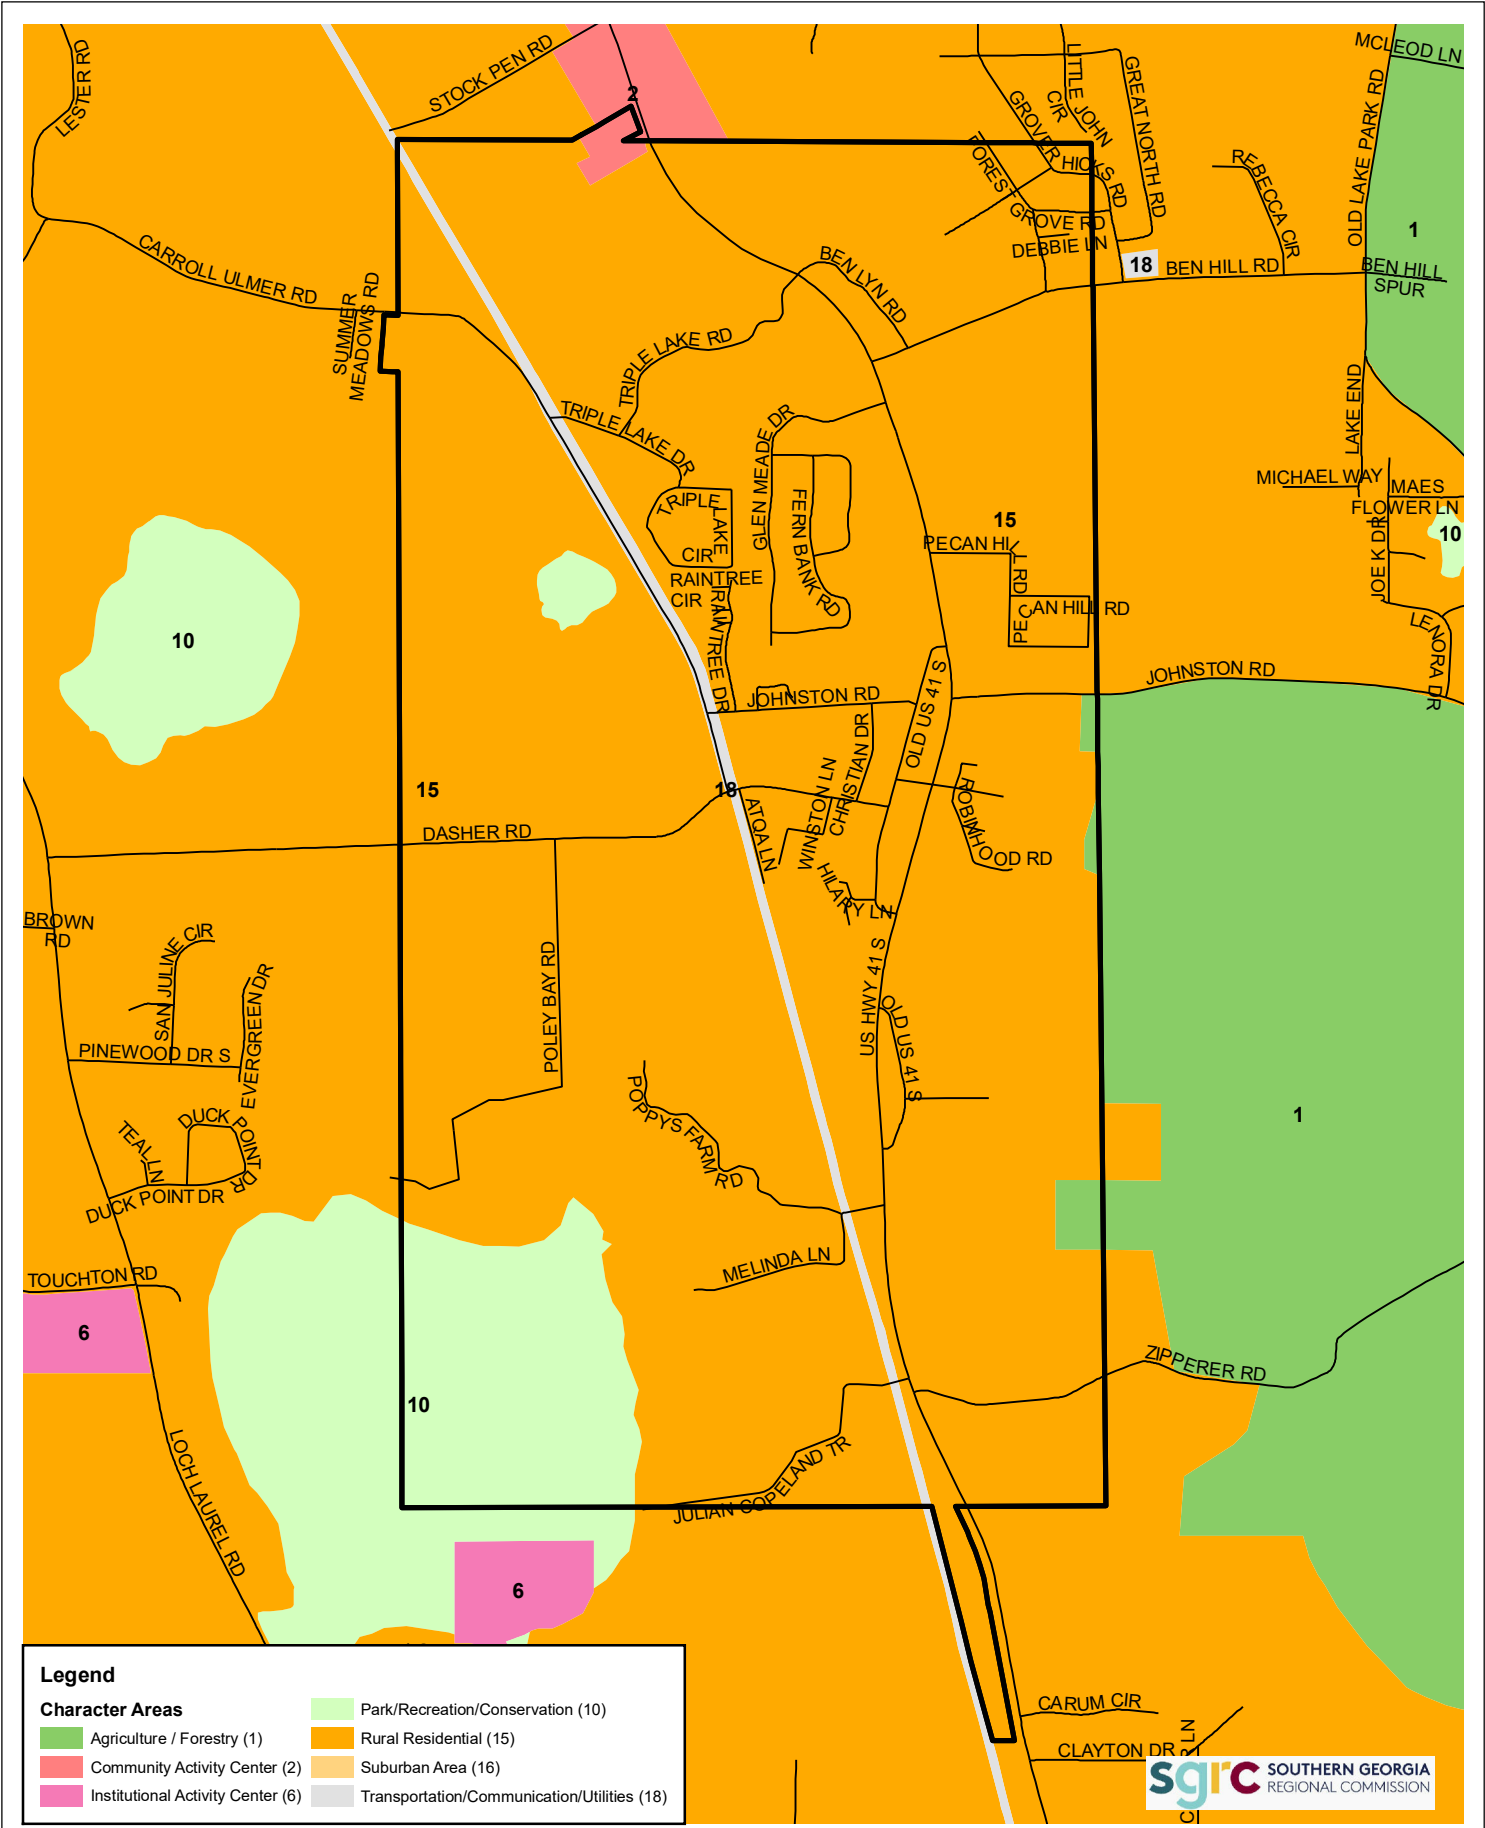 LESTER RD
STOCK PEN RD
2
LITTLE JOHN
CIR
GREAT NORTH RD
GROVER HICKS RD
FOREST GROVE RD
DEBBIE LN
REBECCA CIR
MCLEOD LN
OLD LAKE PARK RD
1
18
BEN HILL RD
BEN HILL
SPUR
CARROLL ULMER RD
SUMMER
MEADOWS RD
BEN LYN RD
TRIPLE LAKE RD
TRIPLE LAKE DR
GLEN MEADE DR
FERN BANK RD
TRIPLE
LAKE
CIR
RAINTREE
CIR
RAINTREE DR
LAKE END
MICHAEL WAY
MAES
FLOWER LN
10
JOE K DR
LENORA DR
15
PECAN HILL RD
PECAN HILL RD
10
JOHNSTON RD
JOHNSTON RD
OLD US 41 S
CHRISTIAN DR
WINSTON LN
15
18
ATQA LN
DASHER RD
ROBINHOOD RD
HILARY LN
BROWN
RD
SAN JULINE CIR
EVERGREEN DR
PINEWOOD DR S
POLEY BAY RD
US HWY 41 S
OLD US 41 S
POPPYS FARM RD
1
TEAL LN
DUCK POINT DR
DUCK POINT DR
MELINDA LN
TOUCHTON RD
6
ZIPPERER RD
10
LOCH LAUREL RD
JULIAN COPELAND TR
6
CARUM CIR
CLAYTON DR
Legend
Character Areas
Agriculture / Forestry (1)
Community Activity Center (2)
Institutional Activity Center (6)
Park/Recreation/Conservation (10)
Rural Residential (15)
Suburban Area (16)
Transportation/Communication/Utilities (18)
sgrc
SOUTHERN GEORGIA
REGIONAL COMMISSION